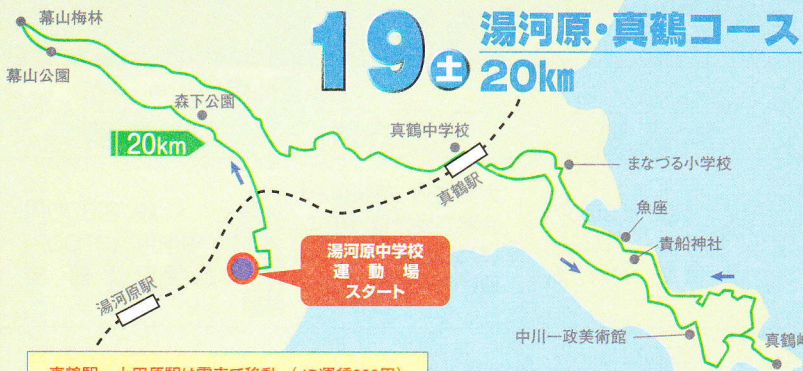 幕山梅林
19 土
湯河原・真鶴コース
20km
幕山公園
森下公園
20km
真鶴中学校
真鶴駅
まなづる小学校
魚座
貴船神社
湯河原中学校
運動場
スタート
湯河原駅
中川一政美術館
真鶴岬